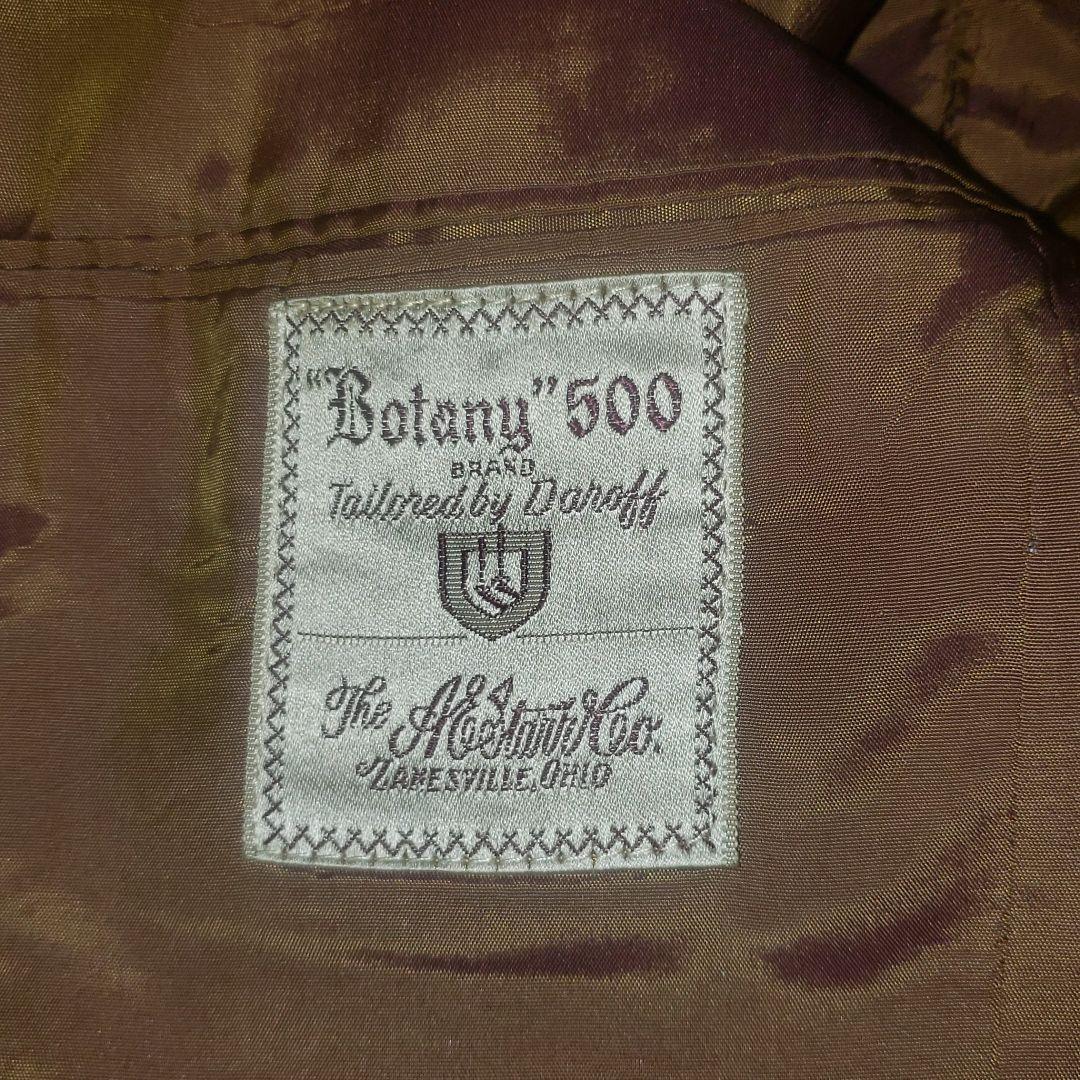 "Botany" 500
BRAND
Tailored by Daroff
The A.E. Starr Co.
ZANESVILLE, OHIO